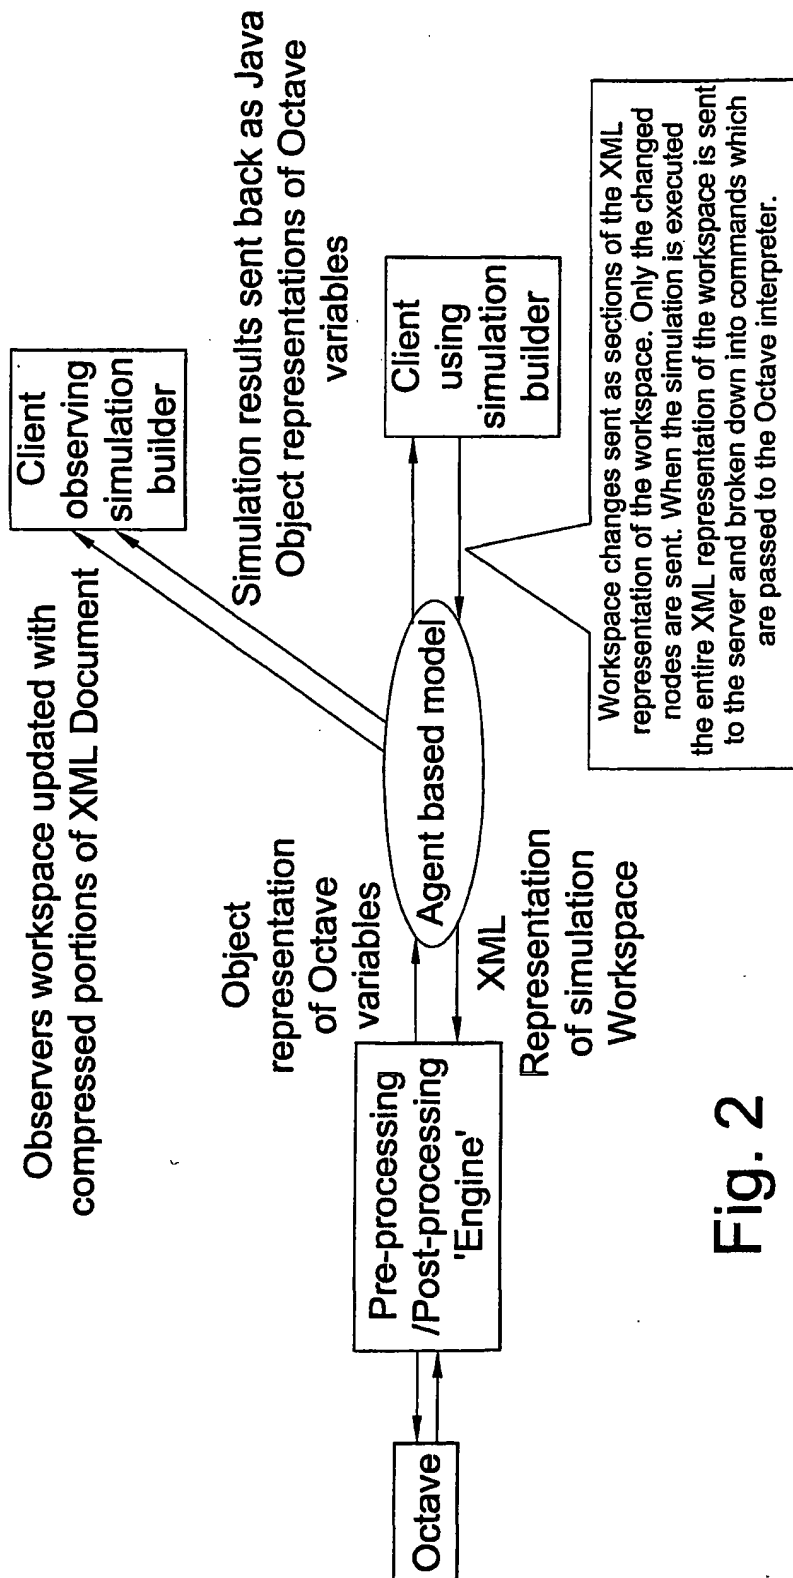 Observers workspace updated with
compressed portions of XML Document
Client
observing
simulation
builder
Simulation results sent back as Java
Object representations of Octave
variables
Object
representation
of Octave
variables
Client
using
simulation
builder
Octave
Pre-processing
/Post-processing
'Engine'
Agent based model
XML
Representation
of simulation
Workspace
Workspace changes sent as sections of the XML
representation of the workspace. Only the changed
nodes are sent. When the simulation is executed
the entire XML representation of the workspace is sent
to the server and broken down into commands which
are passed to the Octave interpreter.
Fig. 2